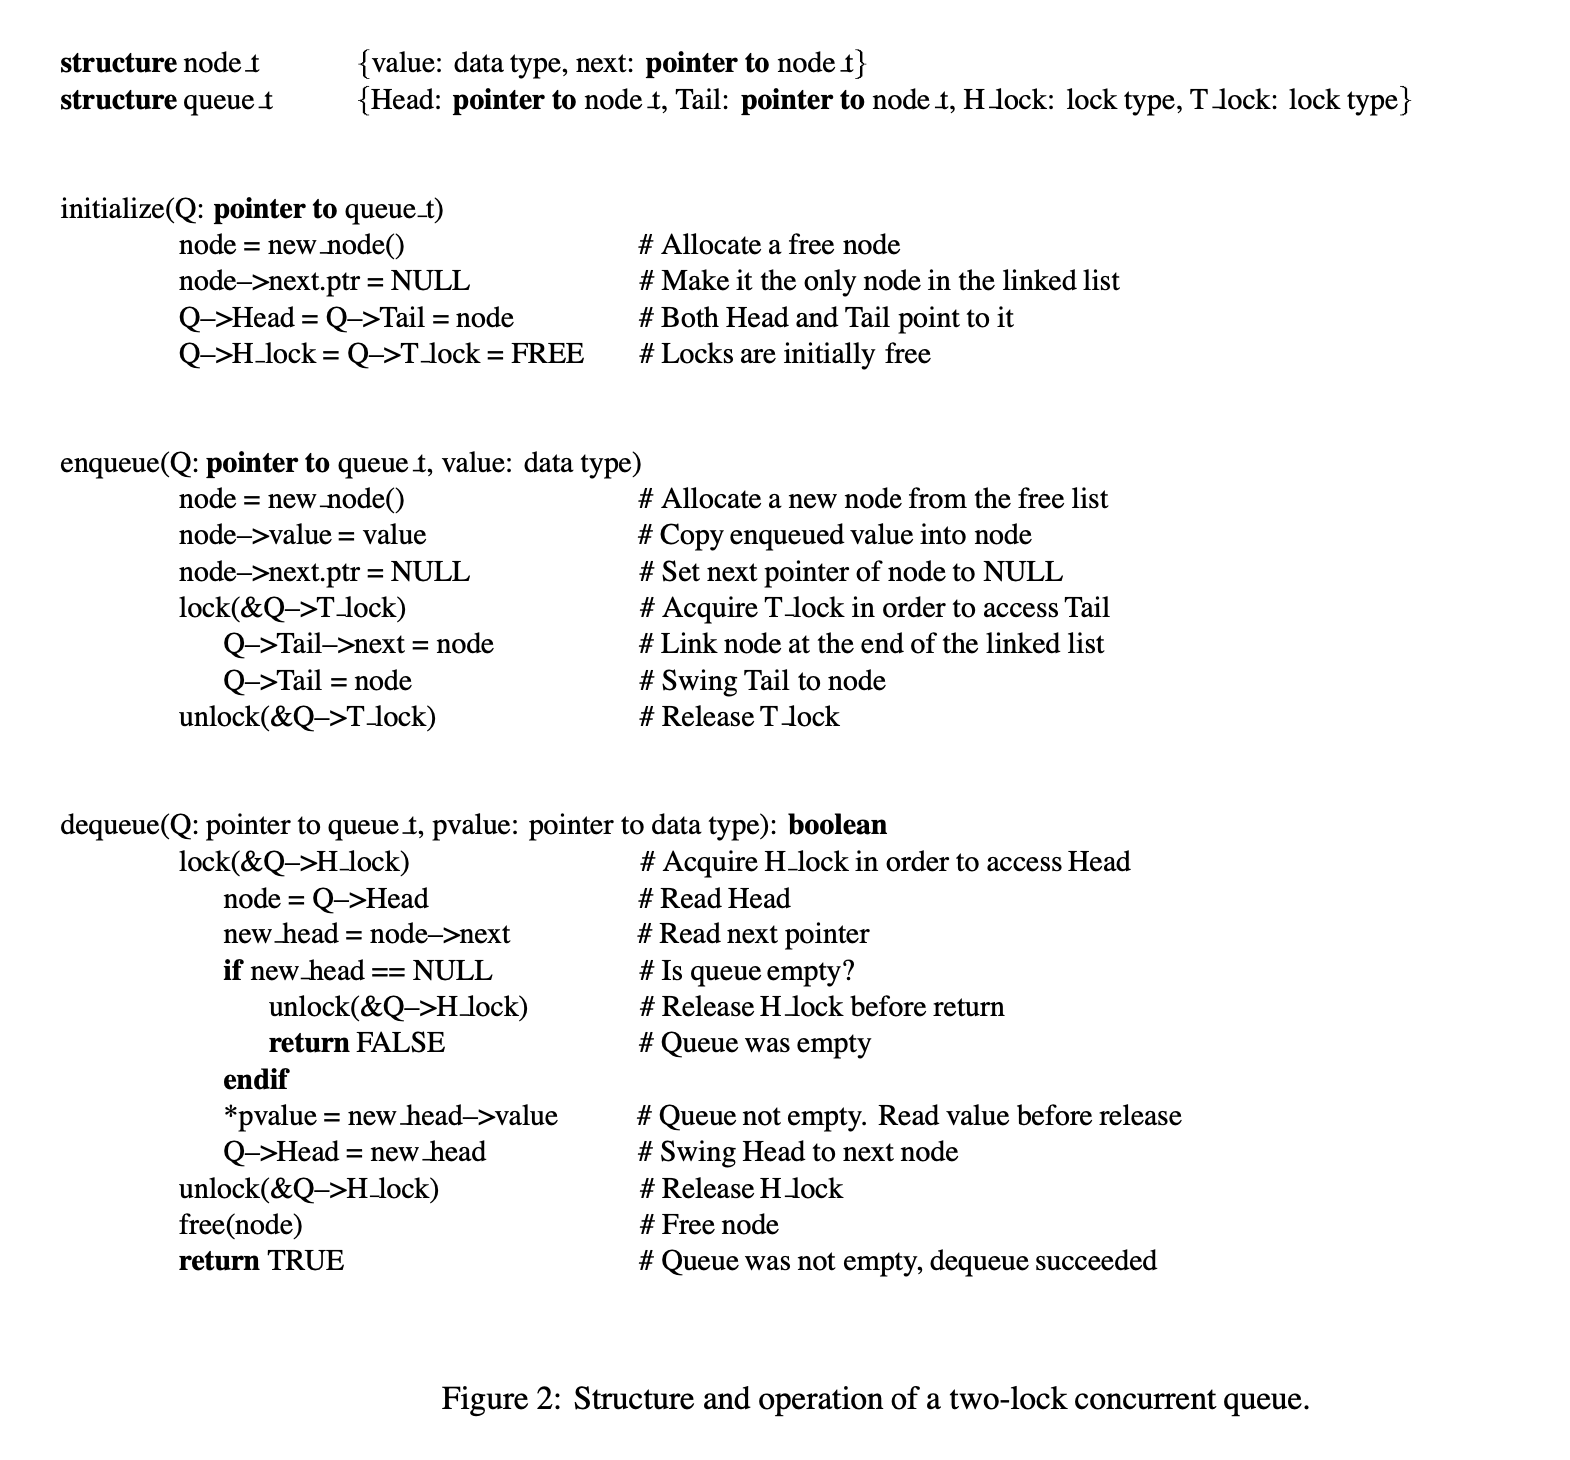 structure node_t {value: data type, next: pointer to node_t}
structure queue_t {Head: pointer to node_t, Tail: pointer to node_t, H_lock: lock type, T_lock: lock type}
initialize(Q: pointer to queue_t)
node = new_node() # Allocate a free node
node–>next.ptr = NULL # Make it the only node in the linked list
Q–>Head = Q–>Tail = node # Both Head and Tail point to it
Q–>H_lock = Q–>T_lock = FREE # Locks are initially free
enqueue(Q: pointer to queue_t, value: data type)
node = new_node() # Allocate a new node from the free list
node–>value = value # Copy enqueued value into node
node–>next.ptr = NULL # Set next pointer of node to NULL
lock(&Q–>T_lock) # Acquire T_lock in order to access Tail
Q–>Tail–>next = node # Link node at the end of the linked list
Q–>Tail = node # Swing Tail to node
unlock(&Q–>T_lock) # Release T_lock
dequeue(Q: pointer to queue_t, pvalue: pointer to data type): boolean
lock(&Q–>H_lock) # Acquire H_lock in order to access Head
node = Q–>Head # Read Head
new_head = node–>next # Read next pointer
if new_head == NULL # Is queue empty?
unlock(&Q–>H_lock) # Release H_lock before return
return FALSE # Queue was empty
endif
*pvalue = new_head–>value # Queue not empty. Read value before release
Q–>Head = new_head # Swing Head to next node
unlock(&Q–>H_lock) # Release H_lock
free(node) # Free node
return TRUE # Queue was not empty, dequeue succeeded
Figure 2: Structure and operation of a two-lock concurrent queue.